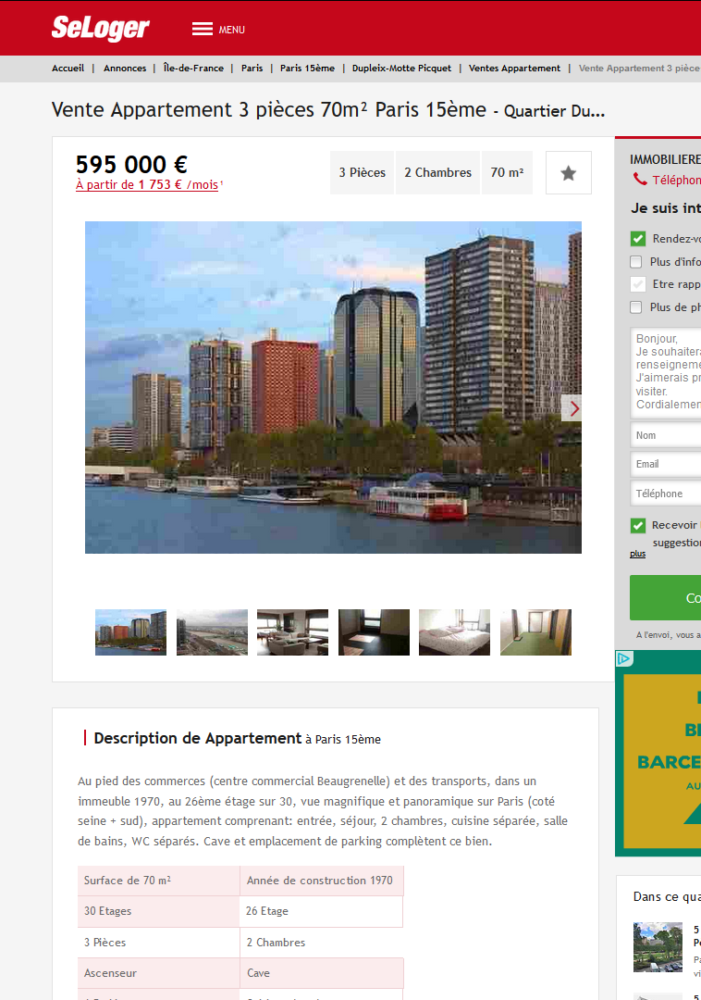 SeLoger
MENU
Accueil | Annonces | Île-de-France | Paris | Paris 15ème | Dupleix-Motte Picquet | Ventes Appartement | Vente Appartement 3 pièce
Vente Appartement 3 pièces 70m² Paris 15ème - Quartier Du...
595 000 €
À partir de 1 753 € /mois ¹
3 Pièces
2 Chambres
70 m²
IMMOBILIERE
Téléphon
Je suis int
Rendez-vo
Plus d'info
Etre rapp
Plus de ph
Bonjour,
Je souhaitera
renseigneme
J'aimerais pr
visiter.
Cordialemen
Nom
Email
Téléphone
Recevoir
suggestion
plus
Co
A l'envoi, vous a
BARCE
AU
Description de Appartement à Paris 15ème
Au pied des commerces (centre commercial Beaugrenelle) et des transports, dans un
immeuble 1970, au 26ème étage sur 30, vue magnifique et panoramique sur Paris (coté
seine + sud), appartement comprenant: entrée, séjour, 2 chambres, cuisine séparée, salle
de bains, WC séparés. Cave et emplacement de parking complètent ce bien.
Surface de 70 m² Année de construction 1970
30 Etages 26 Etage
3 Pièces 2 Chambres
Ascenseur Cave
Dans ce qua
5
Pa
vi
5